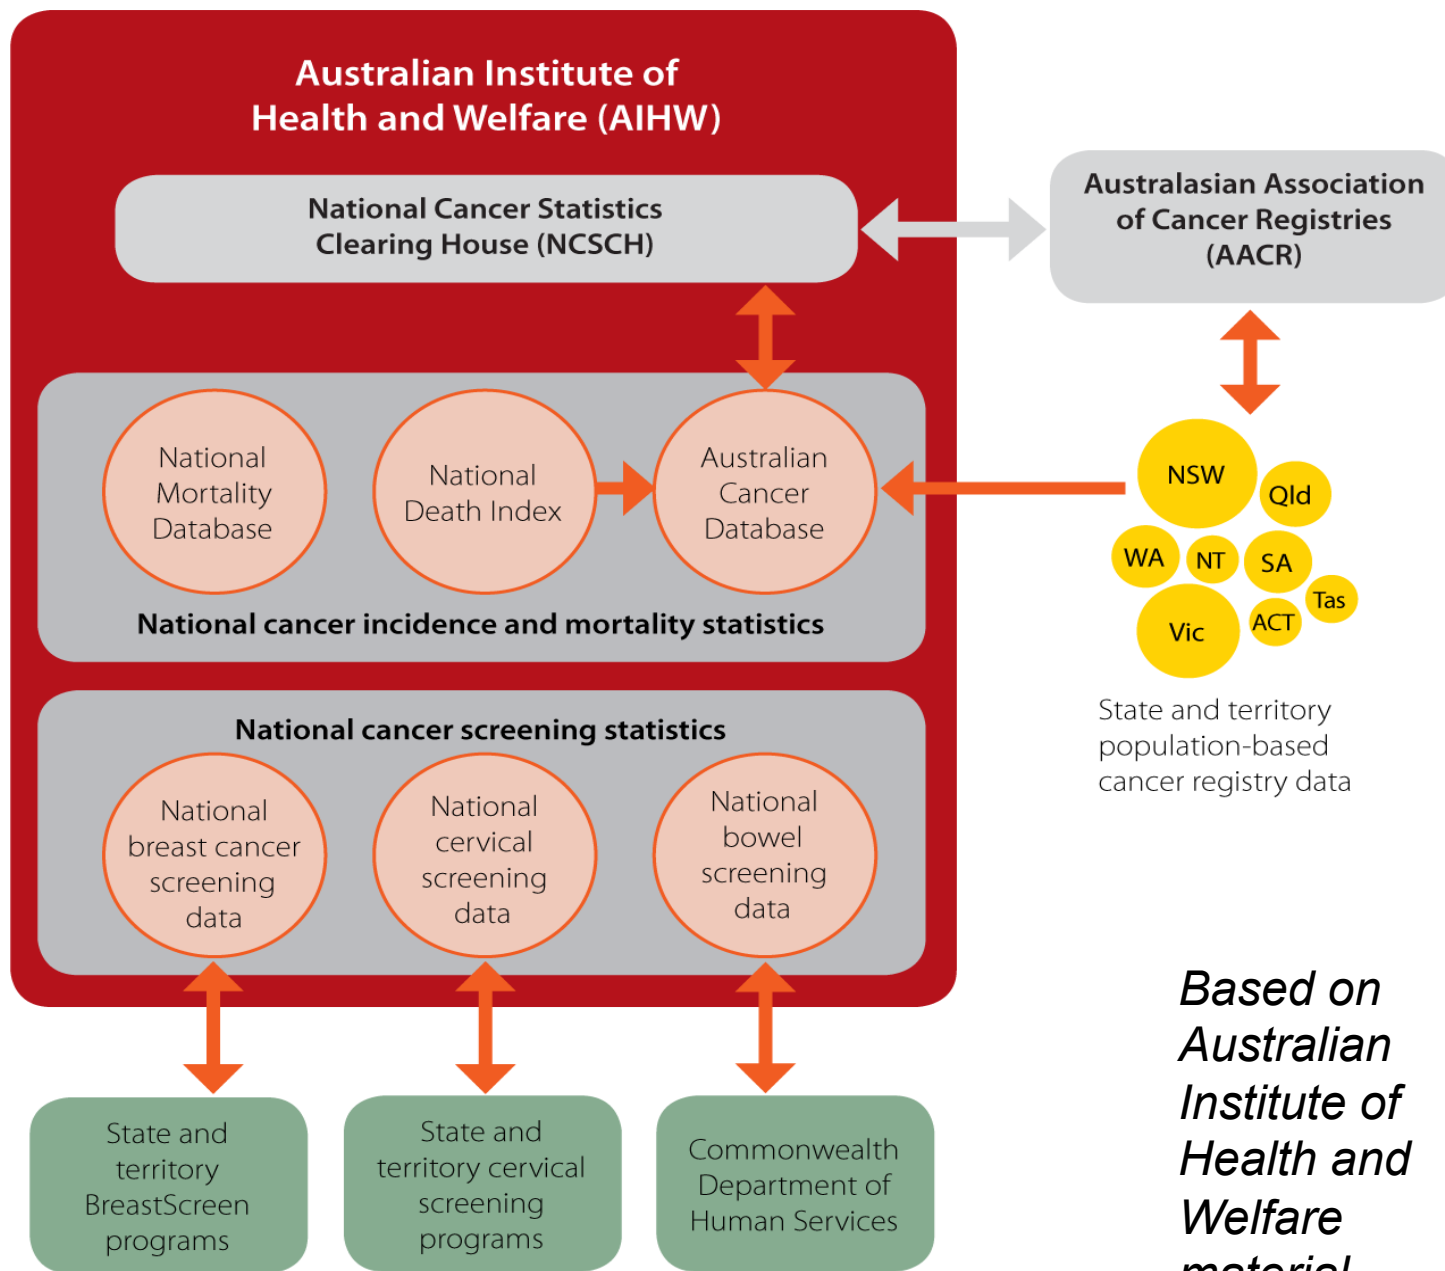 Australian Institute of
Health and Welfare (AIHW)
National Cancer Statistics
Clearing House (NCSCH)
Australasian Association
of Cancer Registries
(AACR)
National
Mortality
Database
National
Death Index
Australian
Cancer
Database
National cancer incidence and mortality statistics
NSW
Qld
WA
NT
SA
Tas
Vic
ACT
State and territory
population-based
cancer registry data
National cancer screening statistics
National
breast cancer
screening
data
National
cervical
screening
data
National
bowel
screening
data
State and
territory
BreastScreen
programs
State and
territory cervical
screening
programs
Commonwealth
Department of
Human Services
Based on
Australian
Institute of
Health and
Welfare
material